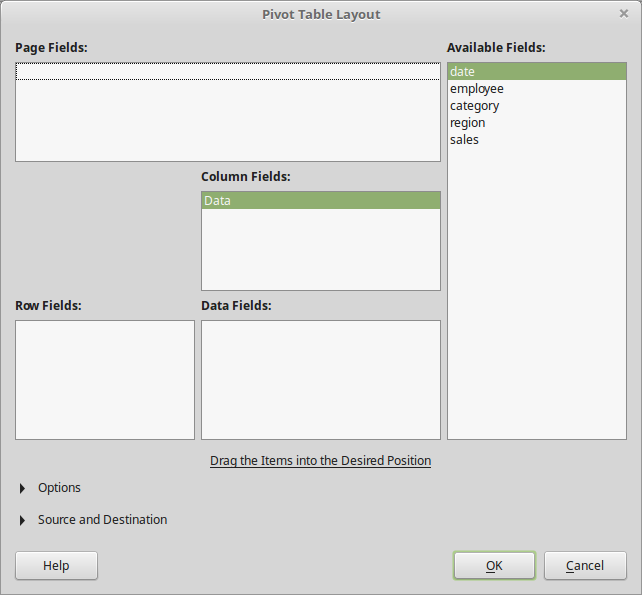 Pivot Table Layout
Page Fields:
Available Fields:
date
employee
category
region
sales
Column Fields:
Data
Row Fields:
Data Fields:
Drag the Items into the Desired Position
Options
Source and Destination
Help
OK
Cancel